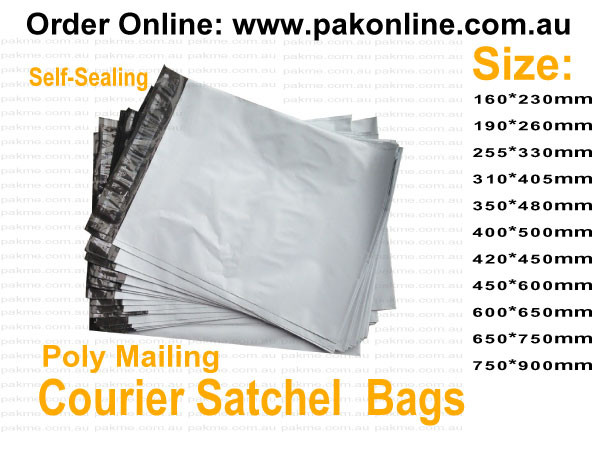 Order Online: www.pakonline.com.au
Self-Sealing
Size:
160*230mm
190*260mm
255*330mm
310*405mm
350*480mm
400*500mm
420*450mm
450*600mm
600*650mm
650*750mm
750*900mm
Poly Mailing
Courier Satchel Bags